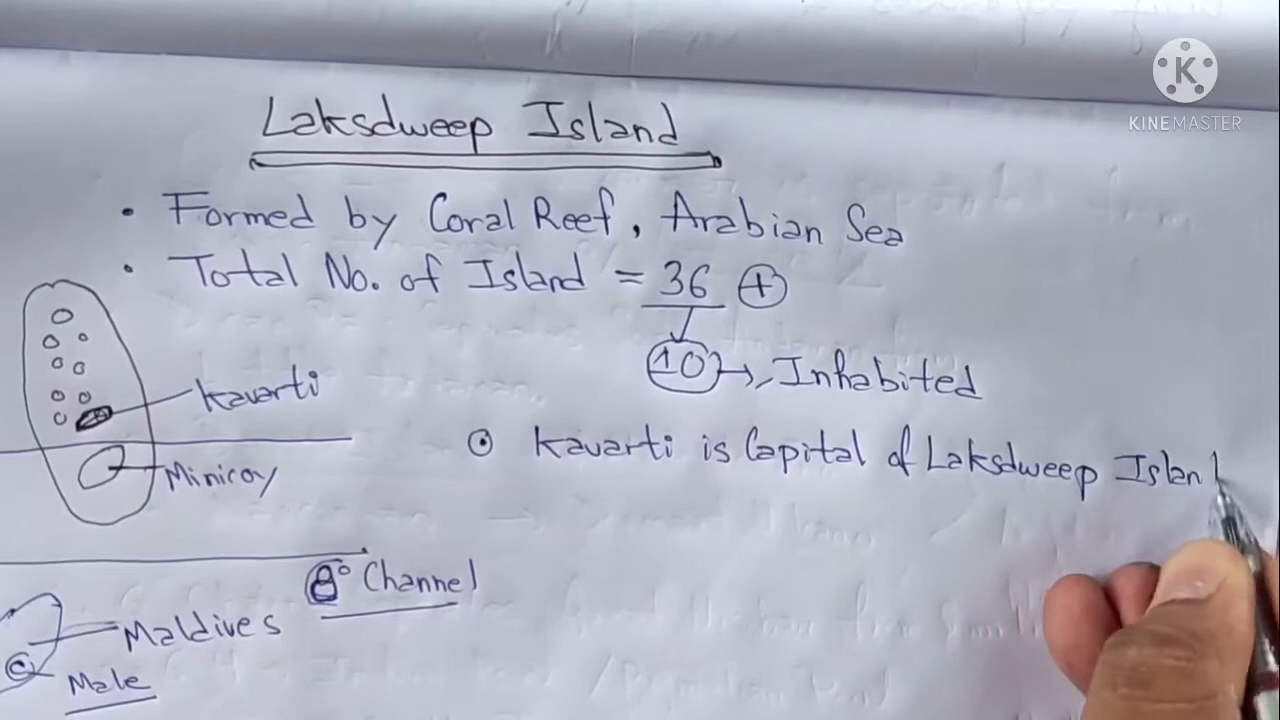 KINEMASTER
Laksdweep Island
• Formed by Coral Reef, Arabian Sea
• Total No. of Island = 36 +
10 → Inhabited
Kavarti
⊙ Kavarti is Capital of Laksdweep Islan
Minicoy
8° Channel
Maldives
Male